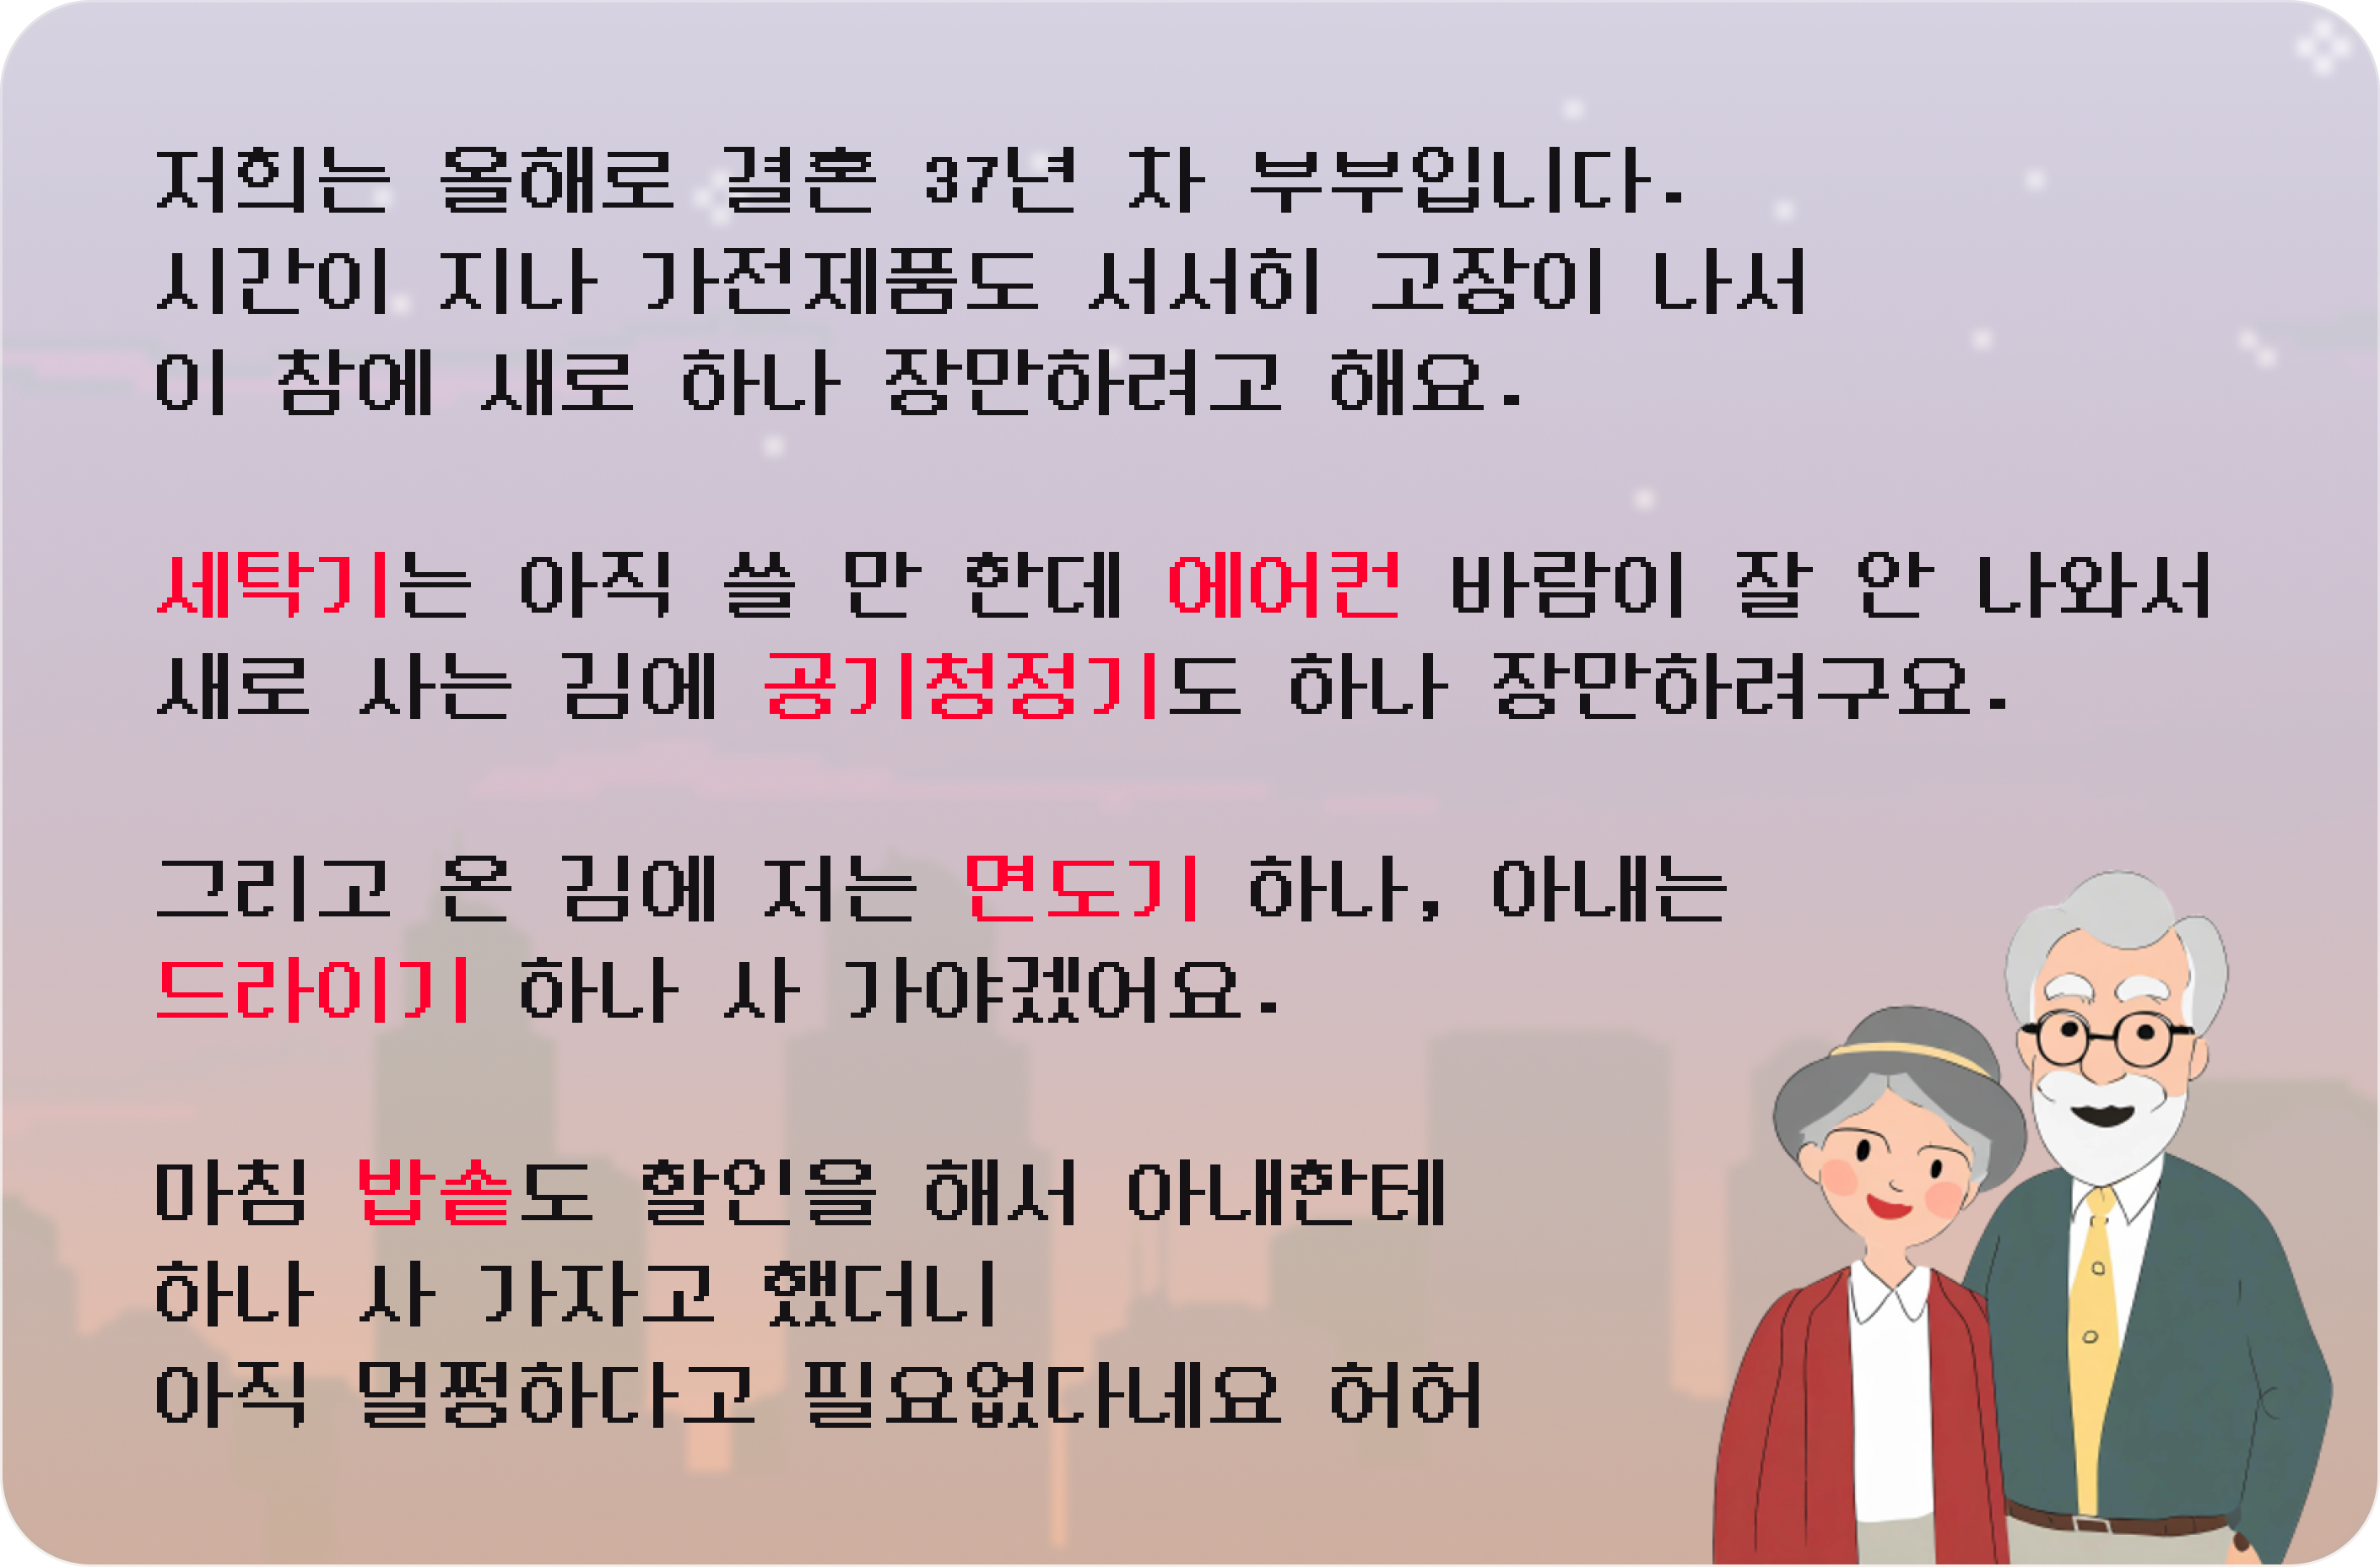 저희는 올해로 결혼 37년 차 부부입니다.
시간이 지나 가전제품도 서서히 고장이 나서
이 참에 새로 하나 장만하려고 해요.
세탁기는 아직 쓸 만 한데 에어컨 바람이 잘 안 나와서
새로 사는 김에 공기청정기도 하나 장만하려구요.
그리고 온 김에 저는 면도기 하나, 아내는
드라이기 하나 사 가야겠어요.
마침 밥솥도 할인을 해서 아내한테
하나 사 가자고 했더니
아직 멀쩡하다고 필요없다네요 허허